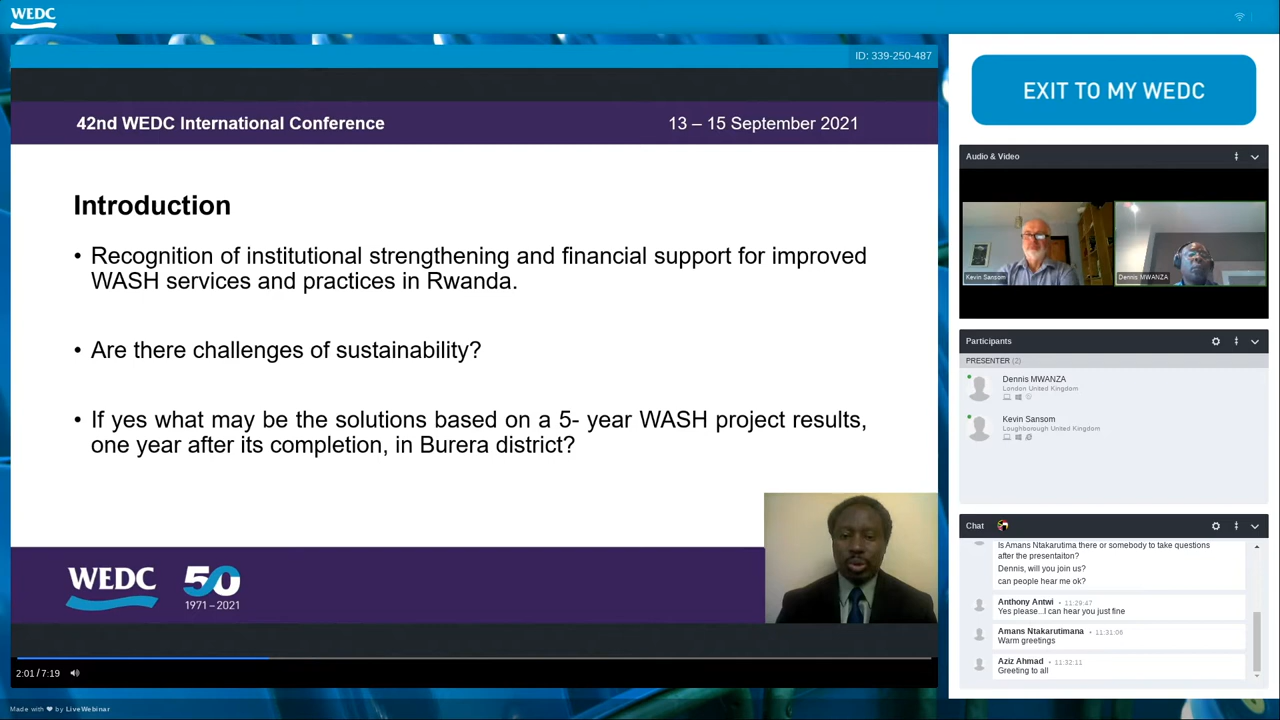 WEDC
ID: 339-250-487
42nd WEDC International Conference
13 – 15 September 2021
Introduction
• Recognition of institutional strengthening and financial support for improved
WASH services and practices in Rwanda.
• Are there challenges of sustainability?
• If yes what may be the solutions based on a 5- year WASH project results,
one year after its completion, in Burera district?
WEDC
50
1971 – 2021
2:01 / 7:19
Made with ❤ by LiveWebinar
EXIT TO MY WEDC
Audio & Video
Kevin Sansom
Dennis MWANZA
Participants
PRESENTER (2)
Dennis MWANZA
London United Kingdom
Kevin Sansom
Loughborough United Kingdom
Chat
Is Amans Ntakarutima there or somebody to take questions
after the presentaiton?
Dennis, will you join us?
can people hear me ok?
Anthony Antwi • 11:29:47
Yes please...I can hear you just fine
Amans Ntakarutimana • 11:31:06
Warm greetings
Aziz Ahmad • 11:32:11
Greeting to all